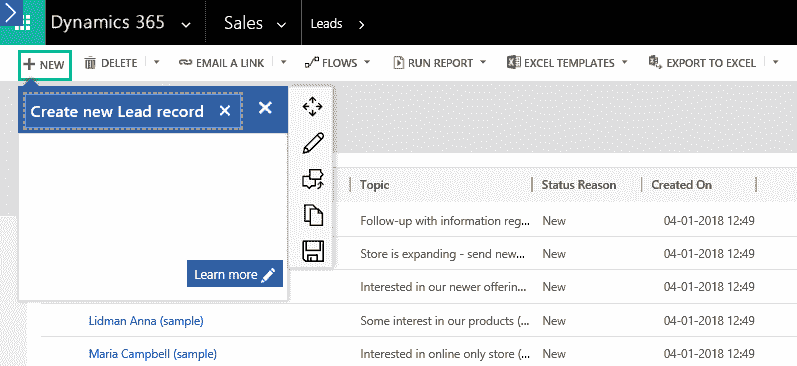 Dynamics 365 Sales Leads
NEW DELETE EMAIL A LINK FLOWS RUN REPORT EXCEL TEMPLATES EXPORT TO EXCEL
Create new Lead record
Learn more
Topic Status Reason Created On
Follow-up with information reg... New 04-01-2018 12:49
Store is expanding - send new... New 04-01-2018 12:49
Interested in our newer offerin... New 04-01-2018 12:49
Lidman Anna (sample) Some interest in our products (... New 04-01-2018 12:49
Maria Campbell (sample) Interested in online only store (... New 04-01-2018 12:49